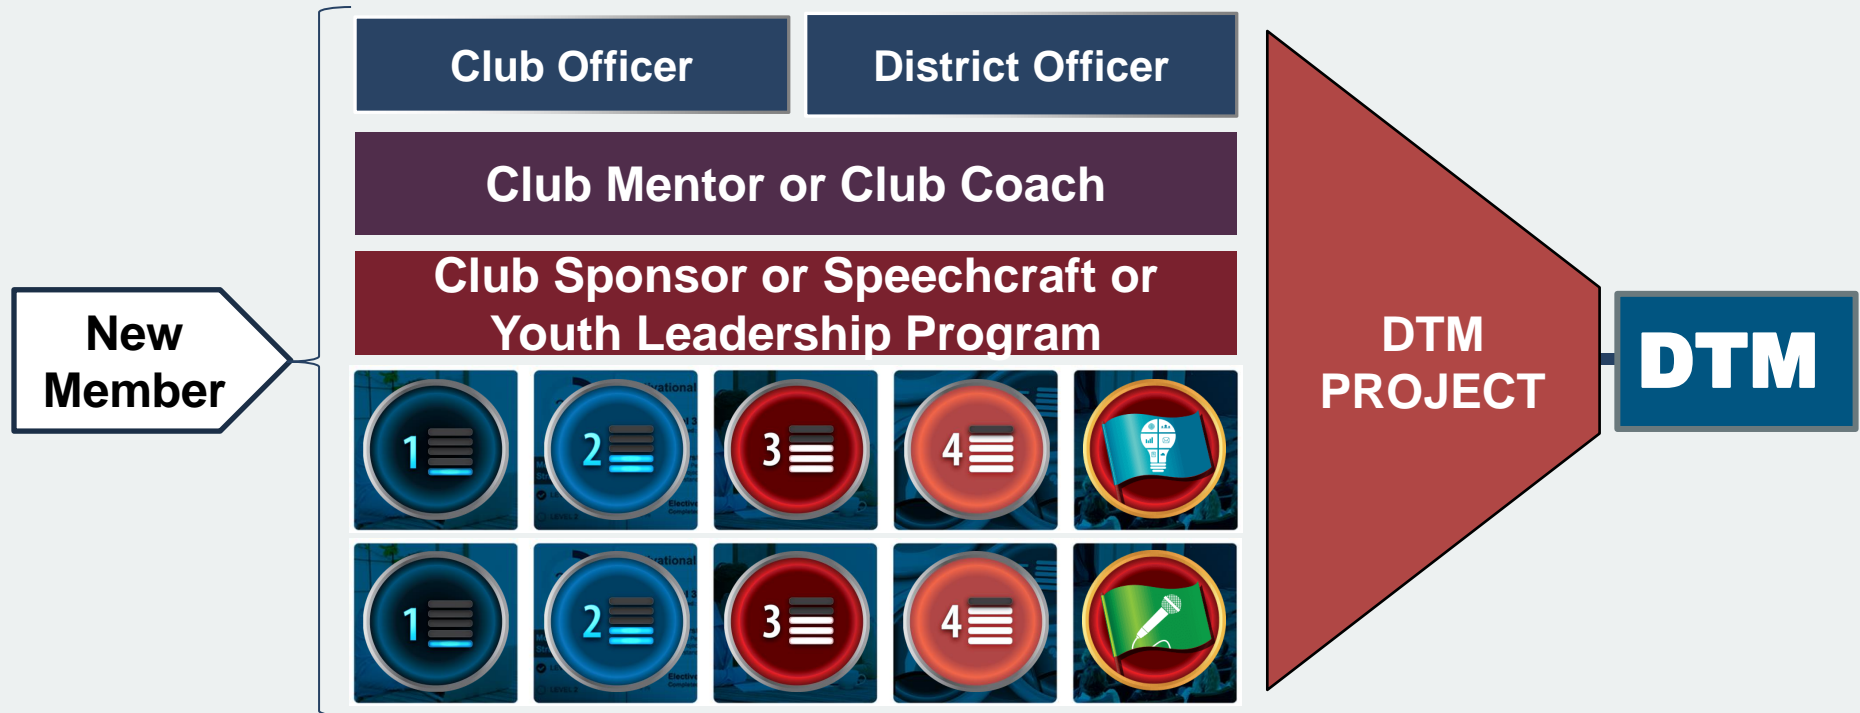 Club Officer
District Officer
Club Mentor or Club Coach
Club Sponsor or Speechcraft or
Youth Leadership Program
New
Member
DTM
PROJECT
DTM
1
2
3
4
1
2
3
4